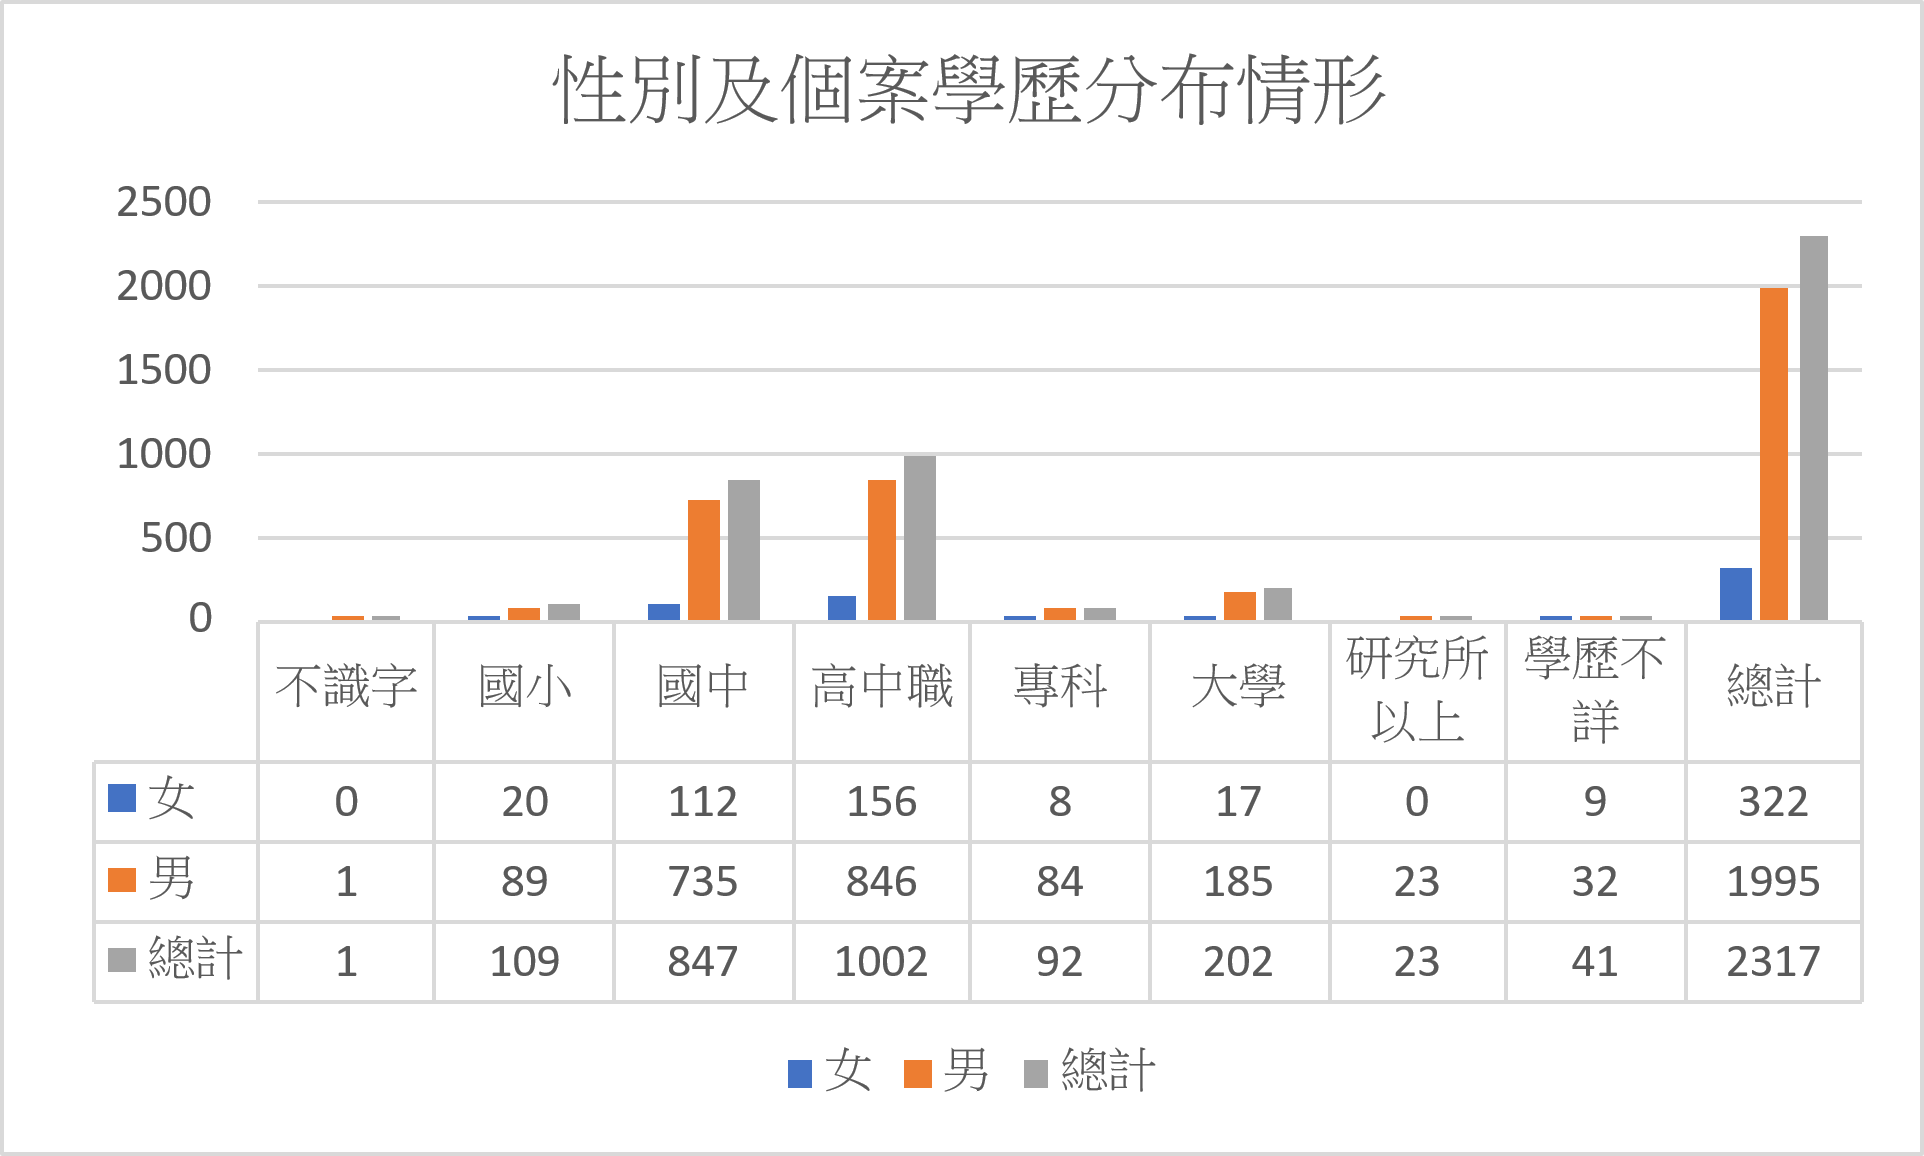 性別及個案學歷分布情形
2500
2000
1500
1000
500
0
不識字 國小 國中 高中職 專科 大學 研究所以上 學歷不詳 總計
女 0 20 112 156 8 17 0 9 322
男 1 89 735 846 84 185 23 32 1995
總計 1 109 847 1002 92 202 23 41 2317
女 男 總計